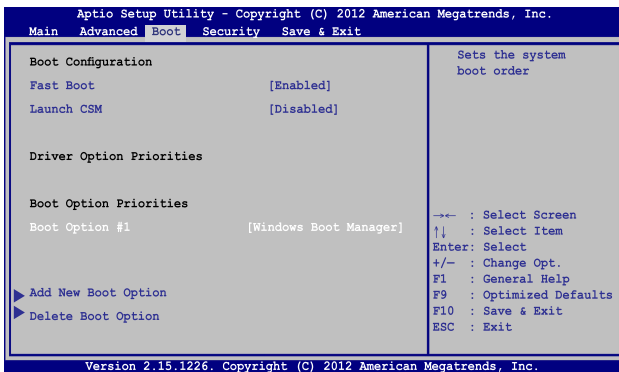 Aptio Setup Utility - Copyright (C) 2012 American Megatrends, Inc.
Main Advanced Boot Security Save & Exit
Boot Configuration
Fast Boot [Enabled]
Launch CSM [Disabled]
Driver Option Priorities
Boot Option Priorities
Boot Option #1 [Windows Boot Manager]
Add New Boot Option
Delete Boot Option
Sets the system
boot order
→← : Select Screen
↑↓ : Select Item
Enter: Select
+/— : Change Opt.
F1 : General Help
F9 : Optimized Defaults
F10 : Save & Exit
ESC : Exit
Version 2.15.1226. Copyright (C) 2012 American Megatrends, Inc.